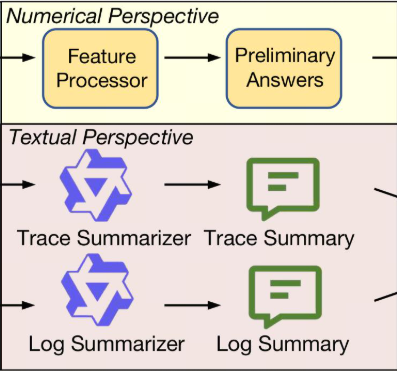 Numerical Perspective
Feature
Processor
Preliminary
Answers
Textual Perspective
Trace Summarizer
Trace Summary
Log Summarizer
Log Summary